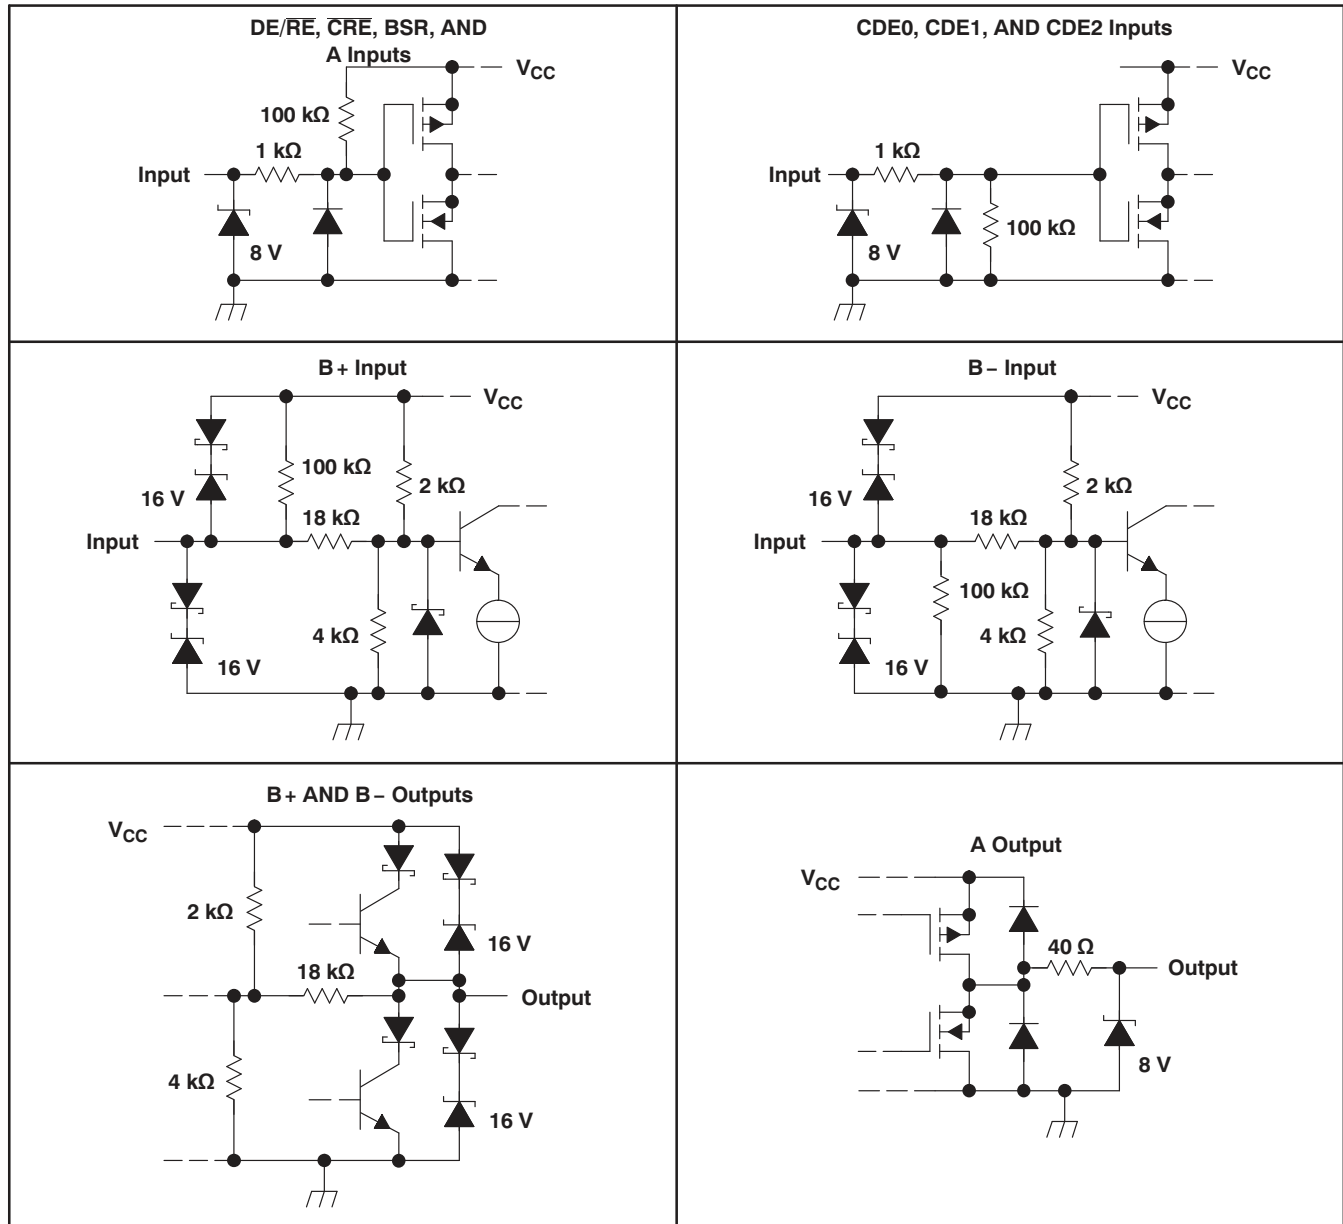 DE/RE, CRE, BSR, AND
A Inputs
VCC
100 kΩ
1 kΩ
Input
8 V
CDE0, CDE1, AND CDE2 Inputs
VCC
1 kΩ
Input
100 kΩ
8 V
B+ Input
VCC
100 kΩ
2 kΩ
16 V
18 kΩ
Input
4 kΩ
16 V
B− Input
VCC
2 kΩ
16 V
18 kΩ
Input
100 kΩ
4 kΩ
16 V
B+ AND B− Outputs
VCC
2 kΩ
16 V
18 kΩ
Output
4 kΩ
16 V
A Output
VCC
40 Ω
Output
8 V